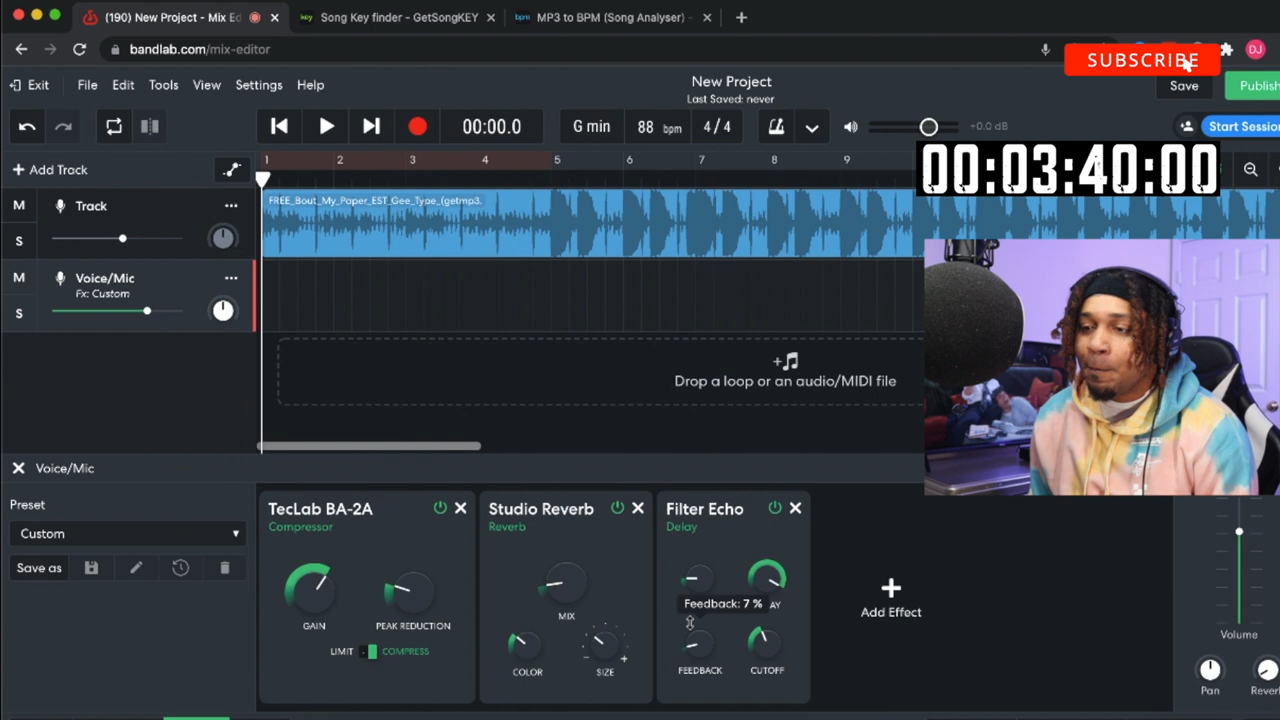 (190) New Project - Mix Ed
key Song Key finder - GetSongKEY
bpm MP3 to BPM (Song Analyser) -
bandlab.com/mix-editor
DJ
SUBSCRIBE
Exit File Edit Tools View Settings Help
New Project
Last Saved: never
Save
Publish
00:00.0
G min 88 bpm 4/4
+0.0 dB
Start Session
00:03:40:00
+ Add Track
1 2 3 4 5 6 7 8 9
M Track
S
FREE_Bout_My_Paper_EST_Gee_Type_(getmp3.
M Voice/Mic
Fx: Custom
S
Drop a loop or an audio/MIDI file
Voice/Mic
Preset
Custom
Save as
TecLab BA-2A
Compressor
GAIN
PEAK REDUCTION
LIMIT COMPRESS
Studio Reverb
Reverb
MIX
COLOR
SIZE
Filter Echo
Delay
Feedback: 7 %
AY
FEEDBACK
CUTOFF
Add Effect
Volume
Pan
Reverb